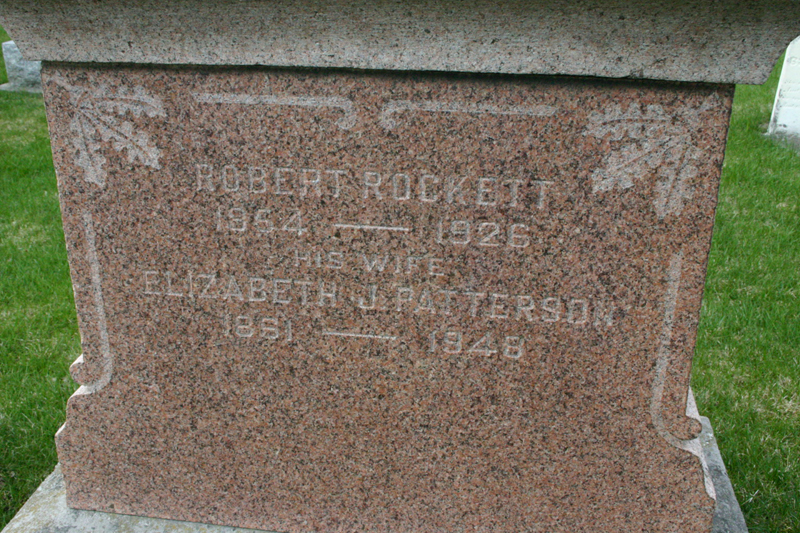 ROBERT ROCKETT
1854 — 1926
HIS WIFE
ELIZABETH J. PATTERSON
1861 — 1948